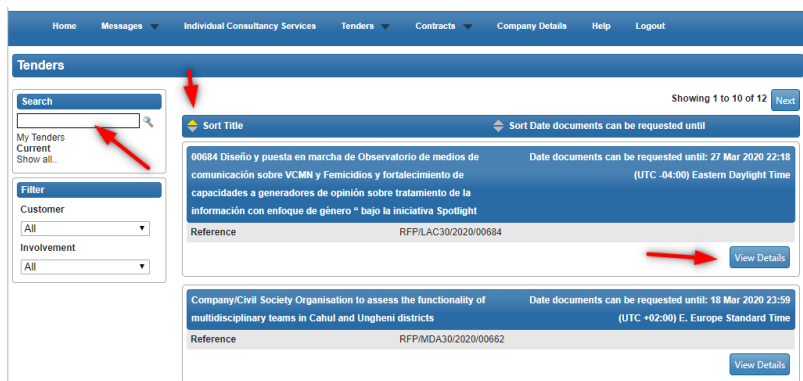 Home Messages Individual Consultancy Services Tenders Contracts Company Details Help Logout
Tenders
Search
My Tenders
Current
Show all..
Filter
Customer
All
Involvement
All
Showing 1 to 10 of 12 Next
Sort Title Sort Date documents can be requested until
00684 Diseño y puesta en marcha de Observatorio de medios de
comunicación sobre VCMN y Femicidios y fortalecimiento de
capacidades a generadores de opinión sobre tratamiento de la
información con enfoque de género “ bajo la iniciativa Spotlight
Date documents can be requested until: 27 Mar 2020 22:18
(UTC -04:00) Eastern Daylight Time
Reference RFP/LAC30/2020/00684
View Details
Company/Civil Society Organisation to assess the functionality of
multidisciplinary teams in Cahul and Ungheni districts
Date documents can be requested until: 18 Mar 2020 23:59
(UTC +02:00) E. Europe Standard Time
Reference RFP/MDA30/2020/00662
View Details